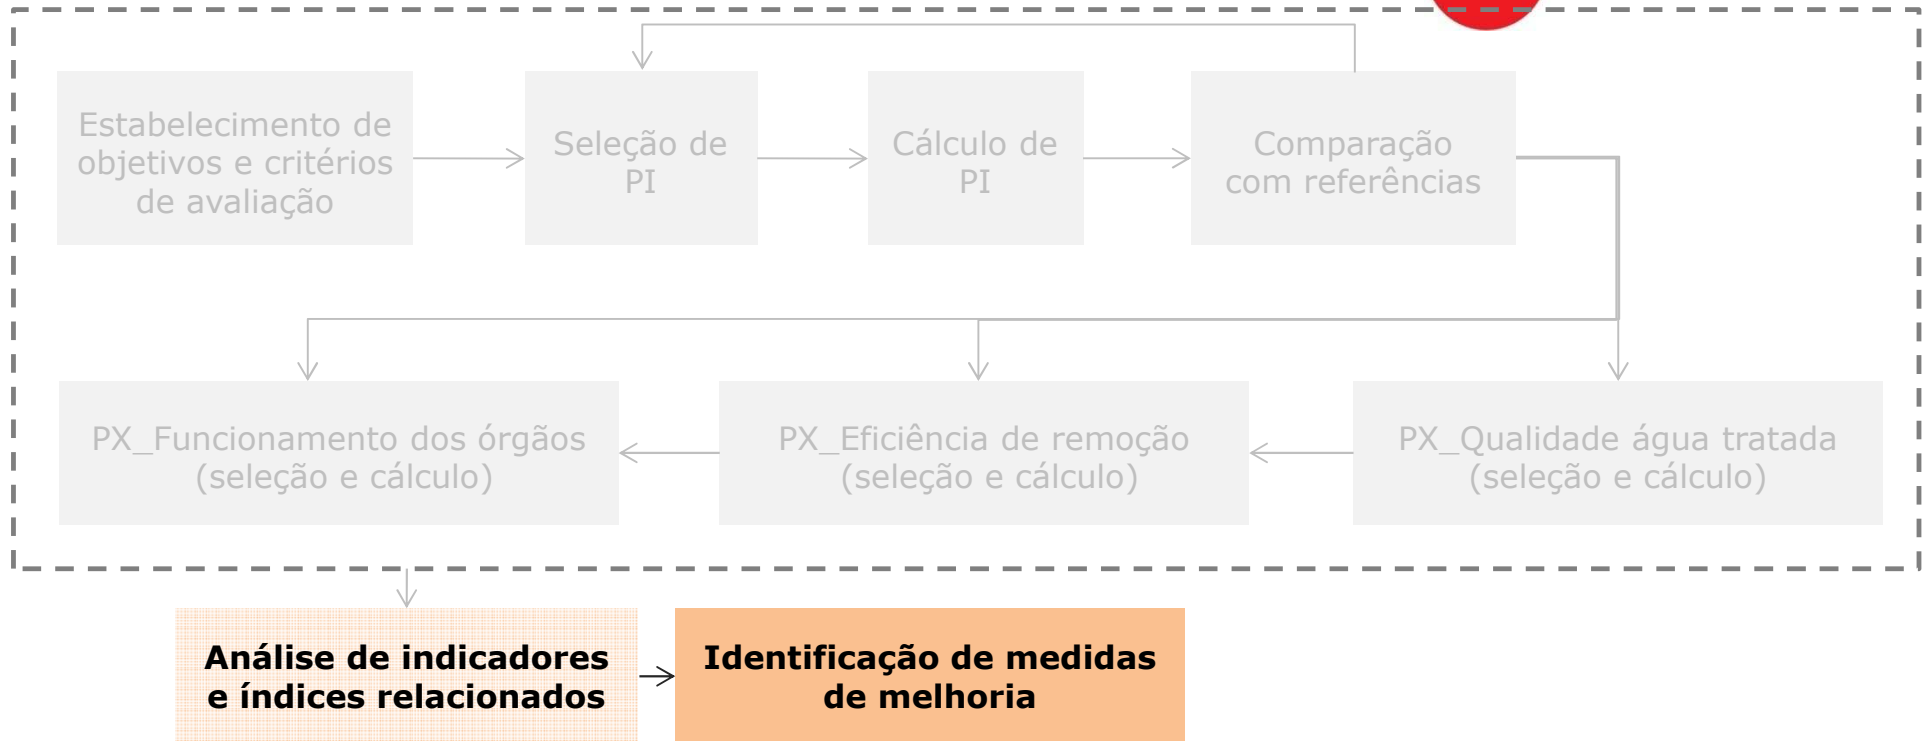 Estabelecimento de
objetivos e critérios
de avaliação
Seleção de
PI
Cálculo de
PI
Comparação
com referências
PX_Funcionamento dos órgãos
(seleção e cálculo)
PX_Eficiência de remoção
(seleção e cálculo)
PX_Qualidade água tratada
(seleção e cálculo)
Análise de indicadores
e índices relacionados
Identificação de medidas
de melhoria